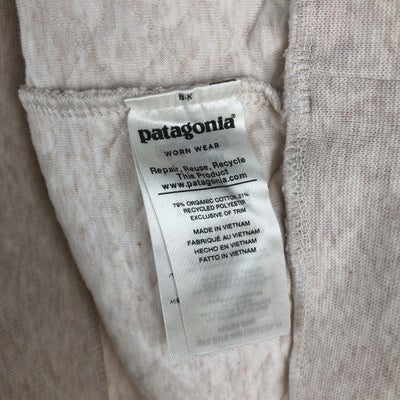 B.K
patagonia
WORN WEAR
Repair, Reuse, Recycle
This Product
www.patagonia.com
79% ORGANIC COTTON 21%
RECYCLED POLYESTER
EXCLUSIVE OF TRIM
MADE IN VIETNAM
FABRIQUÉ AU VIETNAM
HECHO EN VIETNAM
FATTO IN VIETNAM